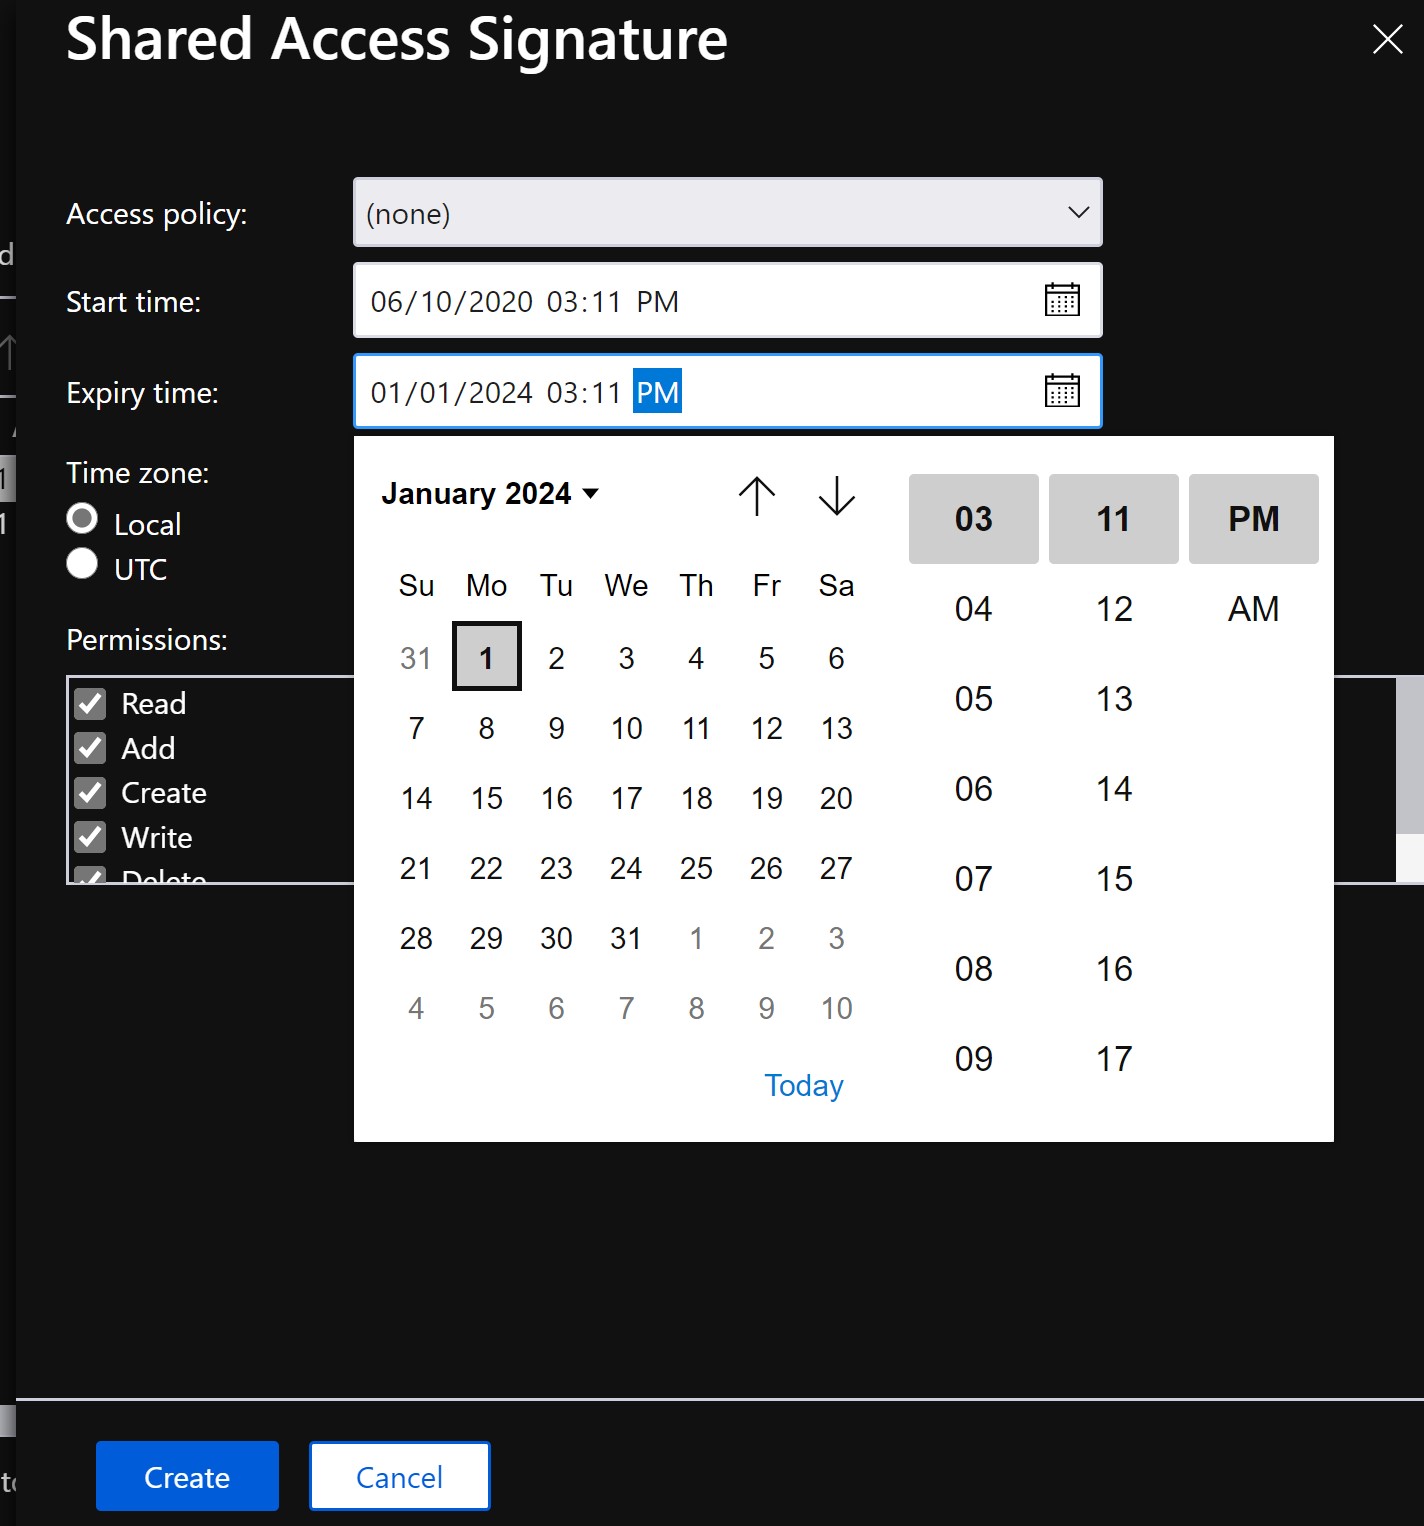 Shared Access Signature
Access policy:
(none)
Start time:
06/10/2020 03:11 PM
Expiry time:
01/01/2024 03:11 PM
Time zone:
Local
UTC
Permissions:
Read
Add
Create
Write
Delete
January 2024
Su Mo Tu We Th Fr Sa
31 1 2 3 4 5 6
7 8 9 10 11 12 13
14 15 16 17 18 19 20
21 22 23 24 25 26 27
28 29 30 31 1 2 3
4 5 6 7 8 9 10
Today
03 11 PM
04 12 AM
05 13
06 14
07 15
08 16
09 17
Create
Cancel